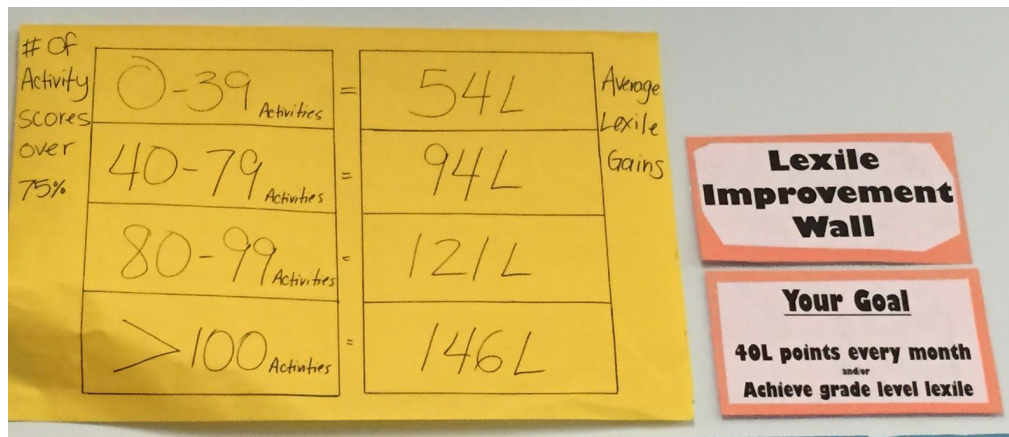 # Of
Activity
scores
over
75%
0-39 Activities = 54L
40-79 Activities = 94L
80-99 Activities = 121L
>100 Activities = 146L
Average
Lexile
Gains
Lexile
Improvement
Wall
Your Goal
40L points every month
and/or
Achieve grade level lexile